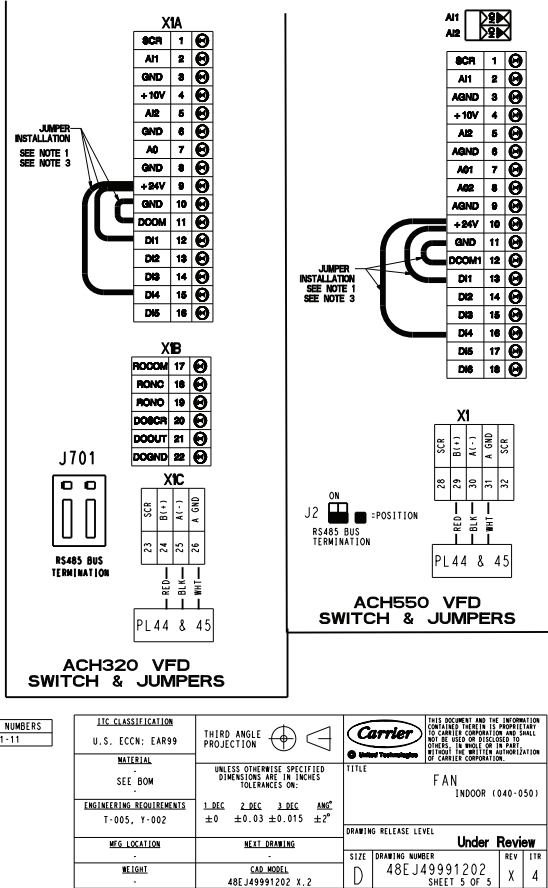 X1A
SCR 1
AI1 2
GND 3
+10V 4
AI2 5
GND 6
AO 7
GND 8
+24V 9
GND 10
DCOM 11
DI1 12
DI2 13
DI3 14
DI4 15
DI5 16
JUMPER
INSTALLATION
SEE NOTE 1
SEE NOTE 3
X1B
ROCOM 17
RONC 18
RONO 19
DOSCR 20
DOOUT 21
DOGND 22
J701
RS485 BUS
TERMINATION
X1C
SCR B(+) A(-) A GND
23 24 25 26
RED BLK WHT
PL44 & 45
ACH320 VFD
SWITCH & JUMPERS
AI1
AI2
SCR 1
AI1 2
AGND 3
+10V 4
AI2 5
AGND 6
AO1 7
AO2 8
AGND 9
+24V 10
GND 11
DCOM1 12
DI1 13
DI2 14
DI3 15
DI4 16
DI5 17
DI6 18
JUMPER
INSTALLATION
SEE NOTE 1
SEE NOTE 3
X1
SCR B(+) A(-) A GND SCR
28 29 30 31 32
ON
J2 =POSITION
RS485 BUS
TERMINATION
RED BLK WHT
PL44 & 45
ACH550 VFD
SWITCH & JUMPERS
NUMBERS
1-11
ITC CLASSIFICATION
U.S. ECCN: EAR99
MATERIAL
-
SEE BOM
-
ENGINEERING REQUIREMENTS
T-005, Y-002
MFG LOCATION
-
WEIGHT
-
THIRD ANGLE
PROJECTION
UNLESS OTHERWISE SPECIFIED
DIMENSIONS ARE IN INCHES
TOLERANCES ON:
1 DEC 2 DEC 3 DEC ANG°
±0 ±0.03 ±0.015 ±2°
NEXT DRAWING
-
CAD MODEL
48EJ49991202 X.2
Carrier
United Technologies
THIS DOCUMENT AND THE INFORMATION
CONTAINED THEREIN IS PROPRIETARY
TO CARRIER CORPORATION AND SHALL
NOT BE USED OR DISCLOSED TO
OTHERS, IN WHOLE OR IN PART,
WITHOUT THE WRITTEN AUTHORIZATION
OF CARRIER CORPORATION.
TITLE
FAN
INDOOR (040-050)
DRAWING RELEASE LEVEL
Under Review
SIZE DRAWING NUMBER REV ITR
D 48EJ49991202 X 4
SHEET 5 OF 5